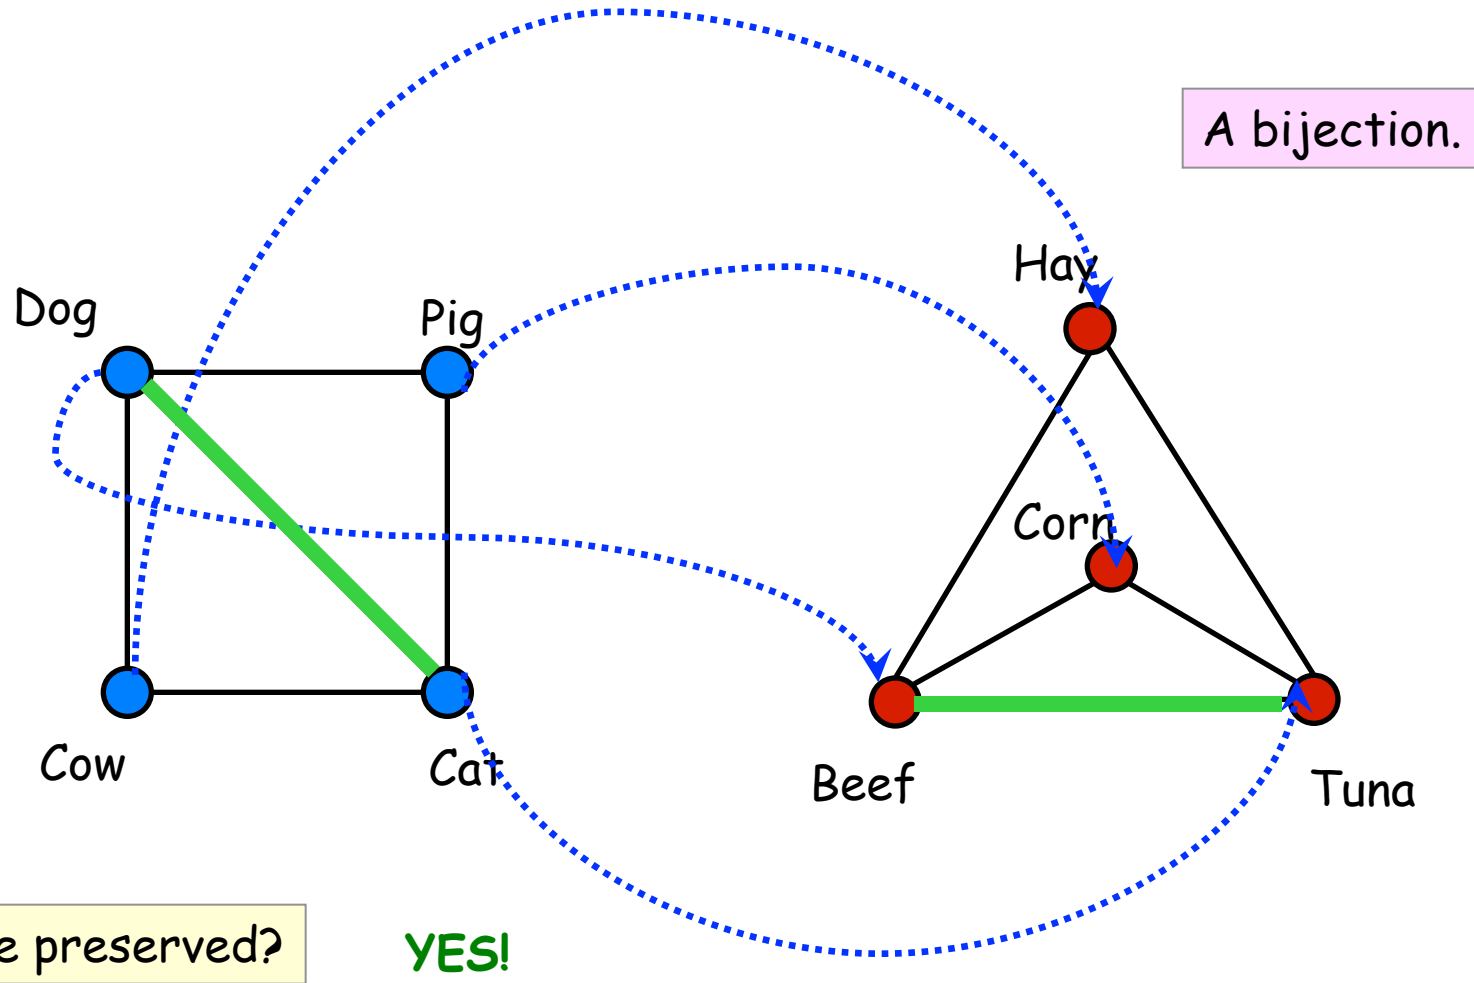 A bijection.
Hay
Dog
Pig
Corn
Cow
Cat
Beef
Tuna
preserved?
YES!